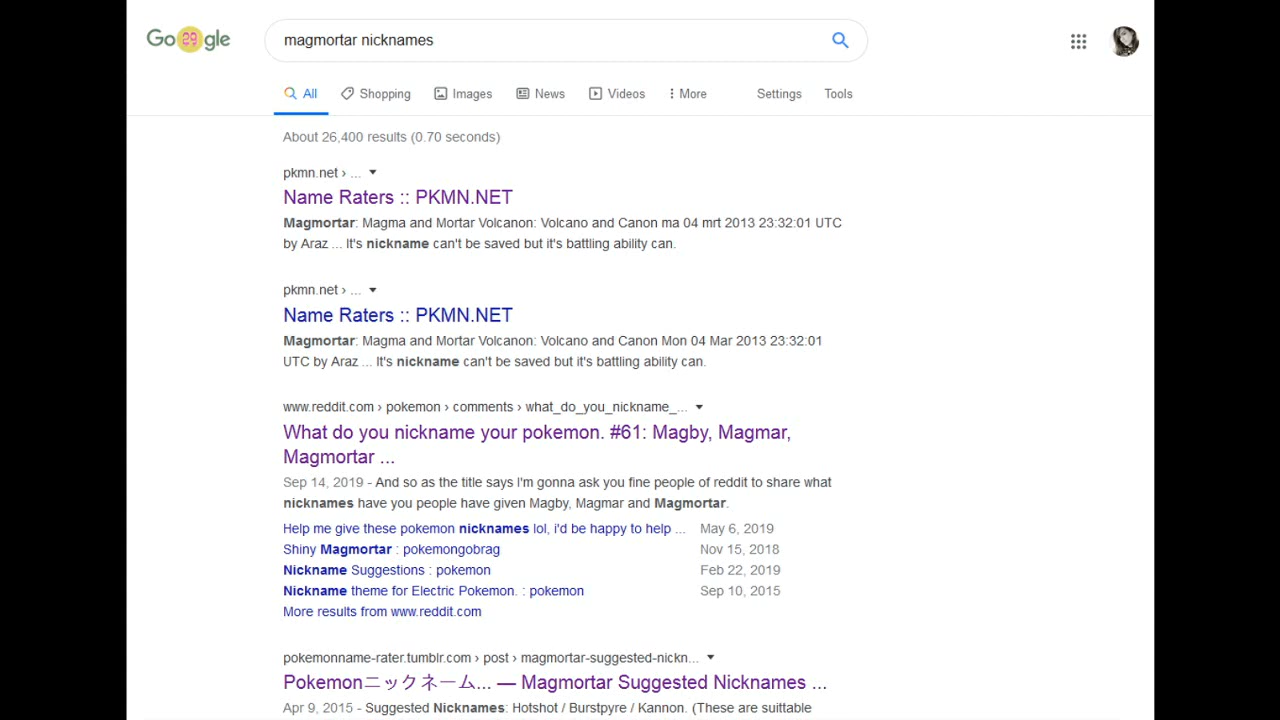 Go29gle
magmortar nicknames
All Shopping Images News Videos More Settings Tools
About 26,400 results (0.70 seconds)
pkmn.net › ...
Name Raters :: PKMN.NET
Magmortar: Magma and Mortar Volcanon: Volcano and Canon ma 04 mrt 2013 23:32:01 UTC
by Araz ... It's nickname can't be saved but it's battling ability can.
pkmn.net › ...
Name Raters :: PKMN.NET
Magmortar: Magma and Mortar Volcanon: Volcano and Canon Mon 04 Mar 2013 23:32:01
UTC by Araz ... It's nickname can't be saved but it's battling ability can.
www.reddit.com › pokemon › comments › what_do_you_nickname_...
What do you nickname your pokemon. #61: Magby, Magmar,
Magmortar ...
Sep 14, 2019 - And so as the title says I'm gonna ask you fine people of reddit to share what
nicknames have you people have given Magby, Magmar and Magmortar.
Help me give these pokemon nicknames lol, i'd be happy to help ... May 6, 2019
Shiny Magmortar : pokemongobrag Nov 15, 2018
Nickname Suggestions : pokemon Feb 22, 2019
Nickname theme for Electric Pokemon. : pokemon Sep 10, 2015
More results from www.reddit.com
pokemonname-rater.tumblr.com › post › magmortar-suggested-nickn...
Pokemonニックネーム... — Magmortar Suggested Nicknames ...
Apr 9, 2015 - Suggested Nicknames: Hotshot / Burstpyre / Kannon. (These are suittable